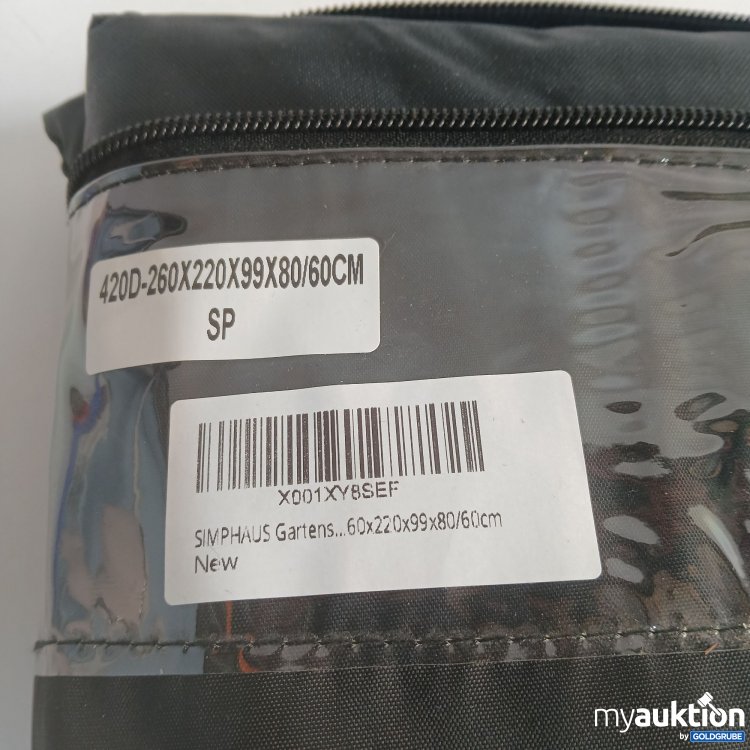 420D-260X220X99X80/60CM
SP
X001XY8SEF
SIMPHAUS Gartens...60x220x99x80/60cm
New
myauktion
by GOLDGRUBE